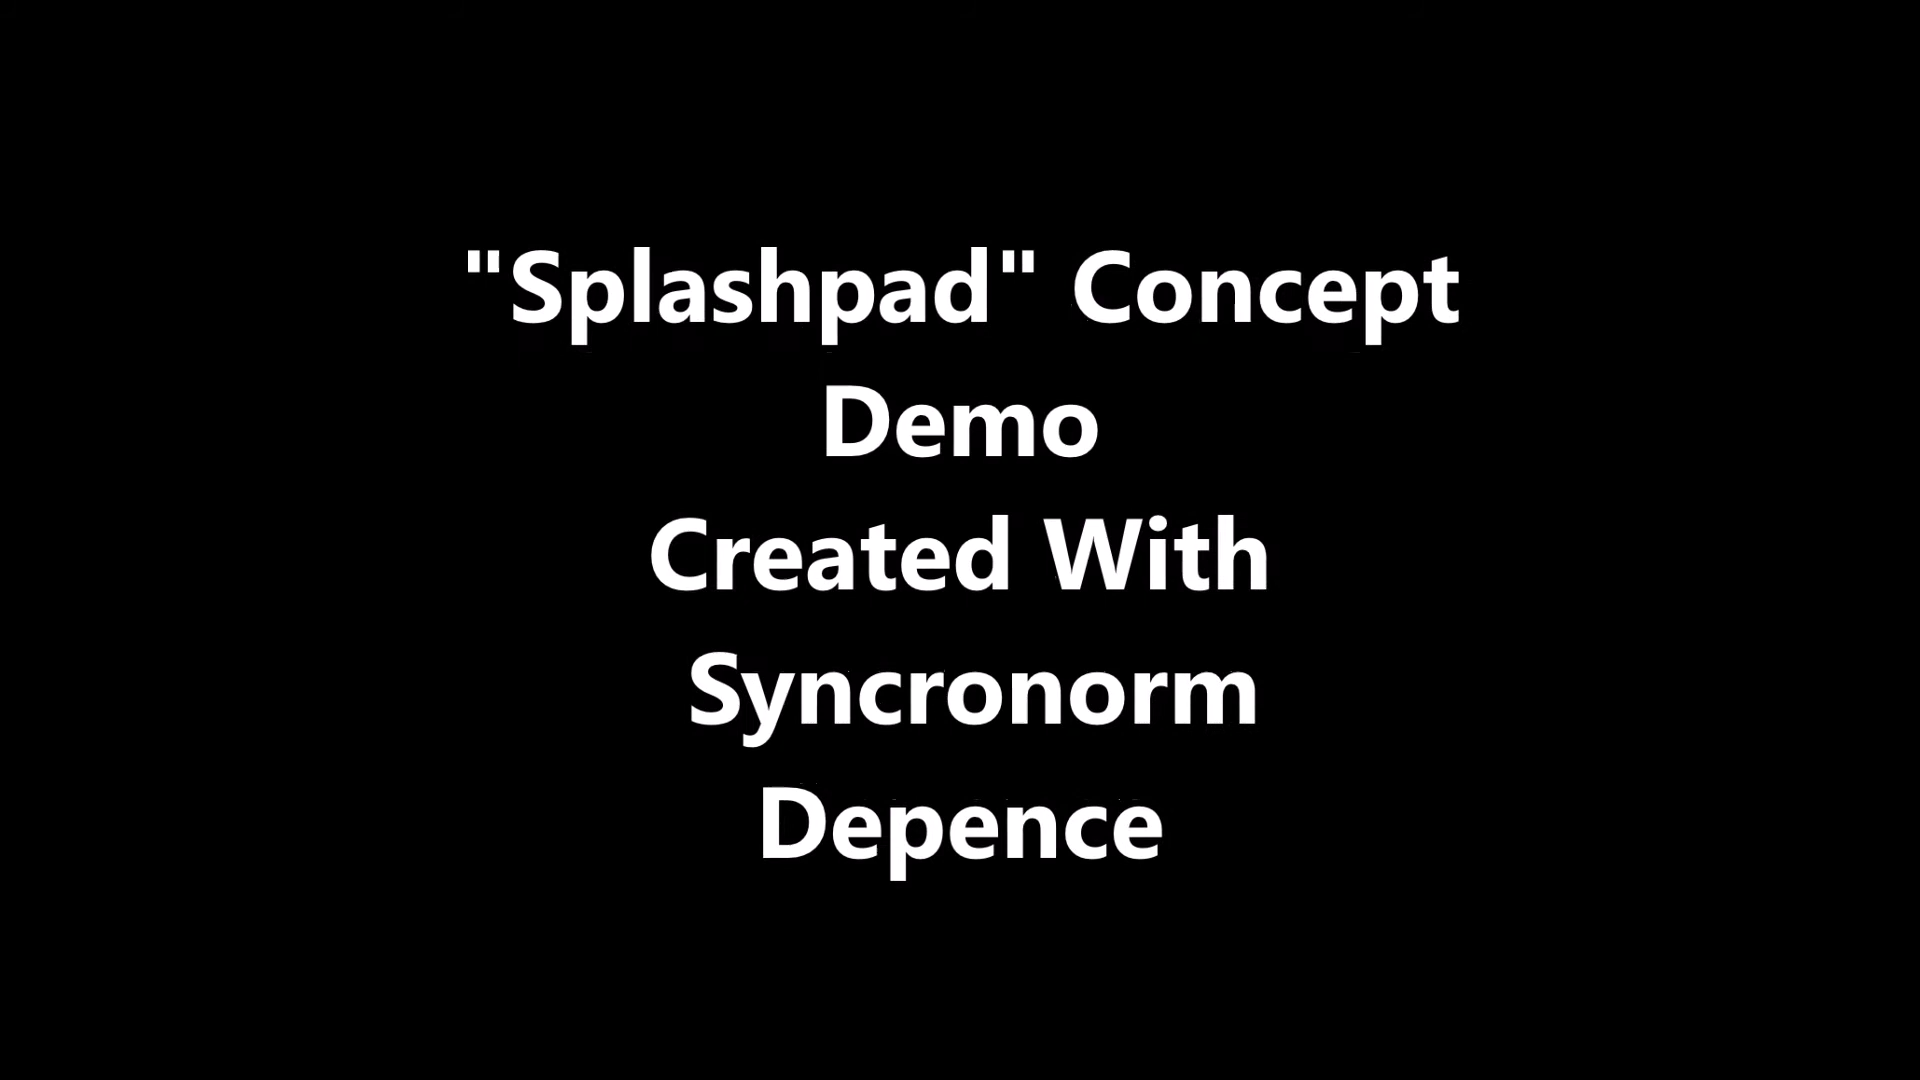 "Splashpad" Concept
Demo
Created With
Syncronorm
Depence